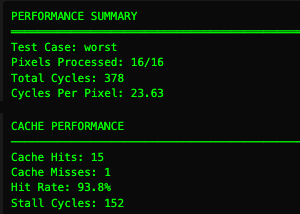 PERFORMANCE SUMMARY
Test Case: worst
Pixels Processed: 16/16
Total Cycles: 378
Cycles Per Pixel: 23.63
CACHE PERFORMANCE
Cache Hits: 15
Cache Misses: 1
Hit Rate: 93.8%
Stall Cycles: 152